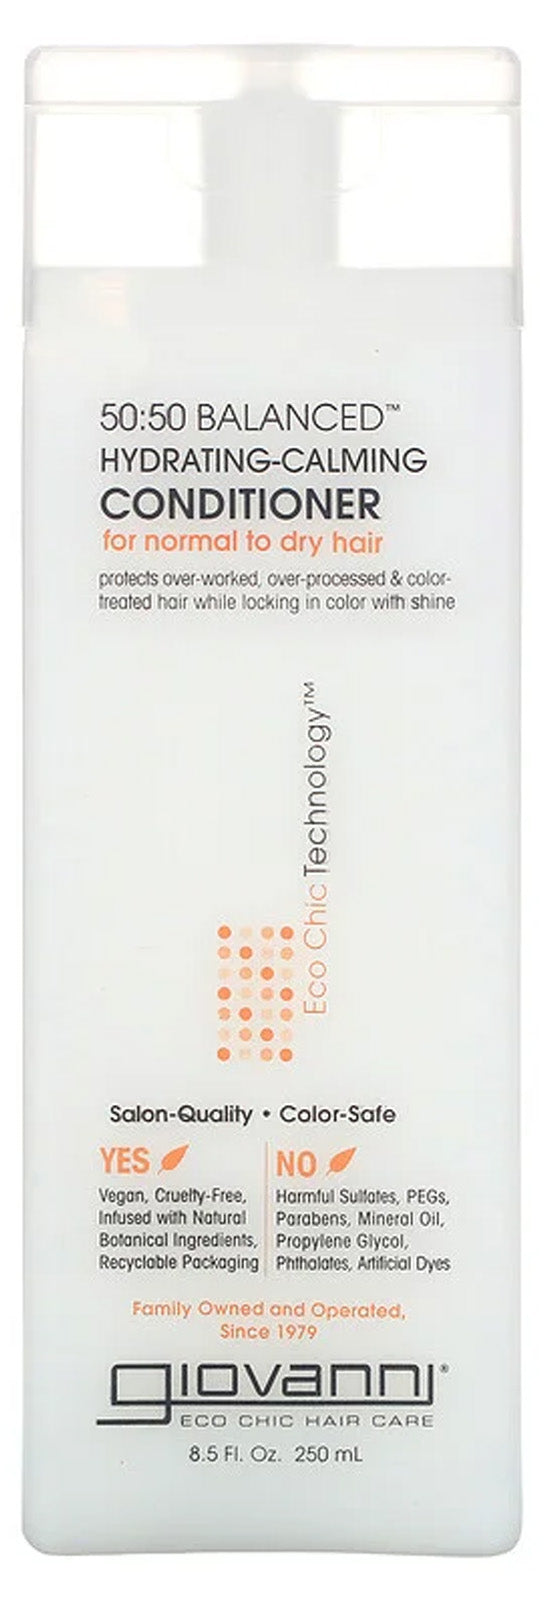 50:50 BALANCED™
HYDRATING-CALMING
CONDITIONER
for normal to dry hair
protects over-worked, over-processed & color-
treated hair while locking in color with shine
Eco Chic Technology™
Salon-Quality • Color-Safe
YES
Vegan, Cruelty-Free,
Infused with Natural
Botanical Ingredients,
Recyclable Packaging
NO
Harmful Sulfates, PEGs,
Parabens, Mineral Oil,
Propylene Glycol,
Phthalates, Artificial Dyes
Family Owned and Operated,
Since 1979
giovanni®
ECO CHIC HAIR CARE
8.5 Fl. Oz. 250 mL